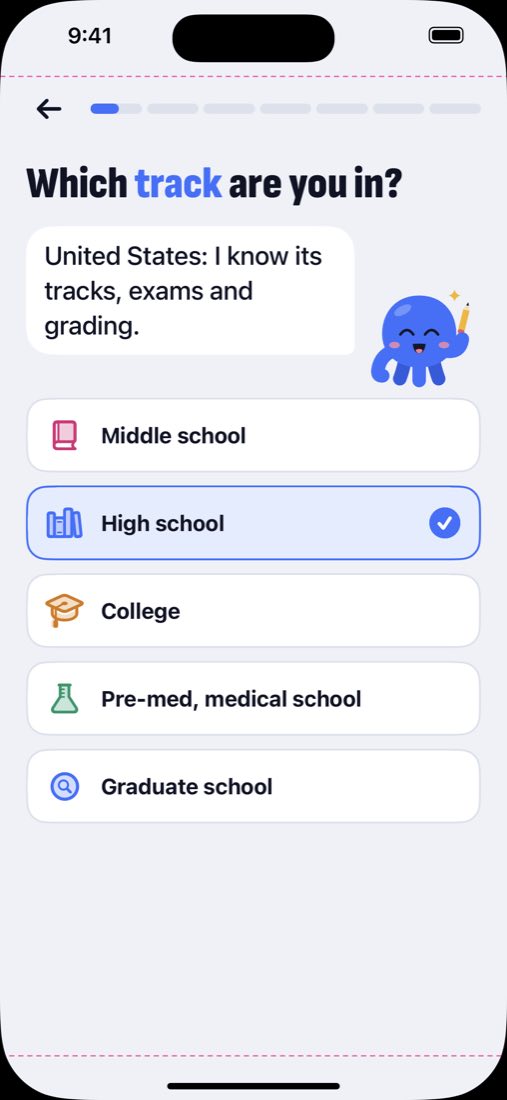 9:41
Which track are you in?
United States: I know its
tracks, exams and
grading.
Middle school
High school
College
Pre-med, medical school
Graduate school